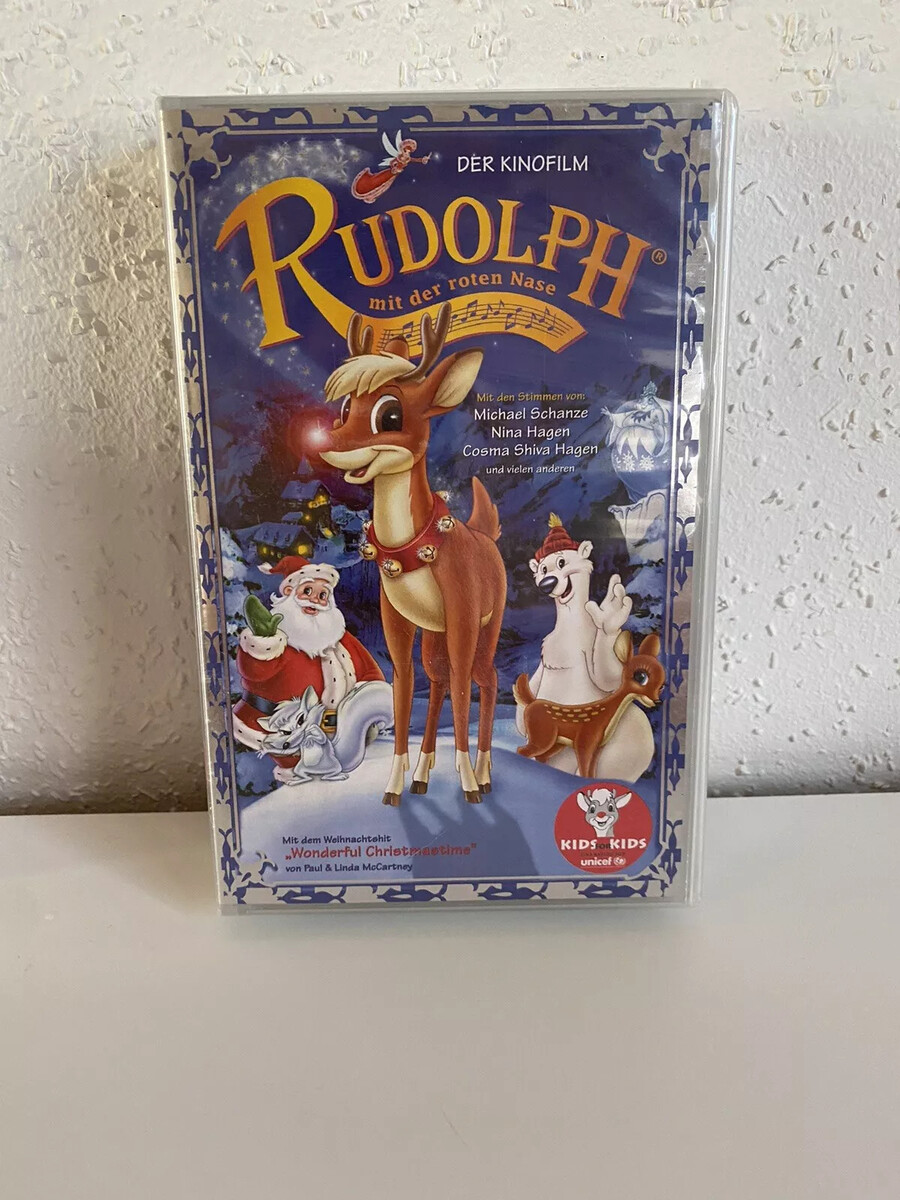 DER KINOFILM
RUDOLPH®
mit der roten Nase
Mit den Stimmen von:
Michael Schanze
Nina Hagen
Cosma Shiva Hagen
und vielen anderen
Mit dem Weihnachtshit
„Wonderful Christmastime"
von Paul & Linda McCartney
KIDS FOR KIDS
unicef